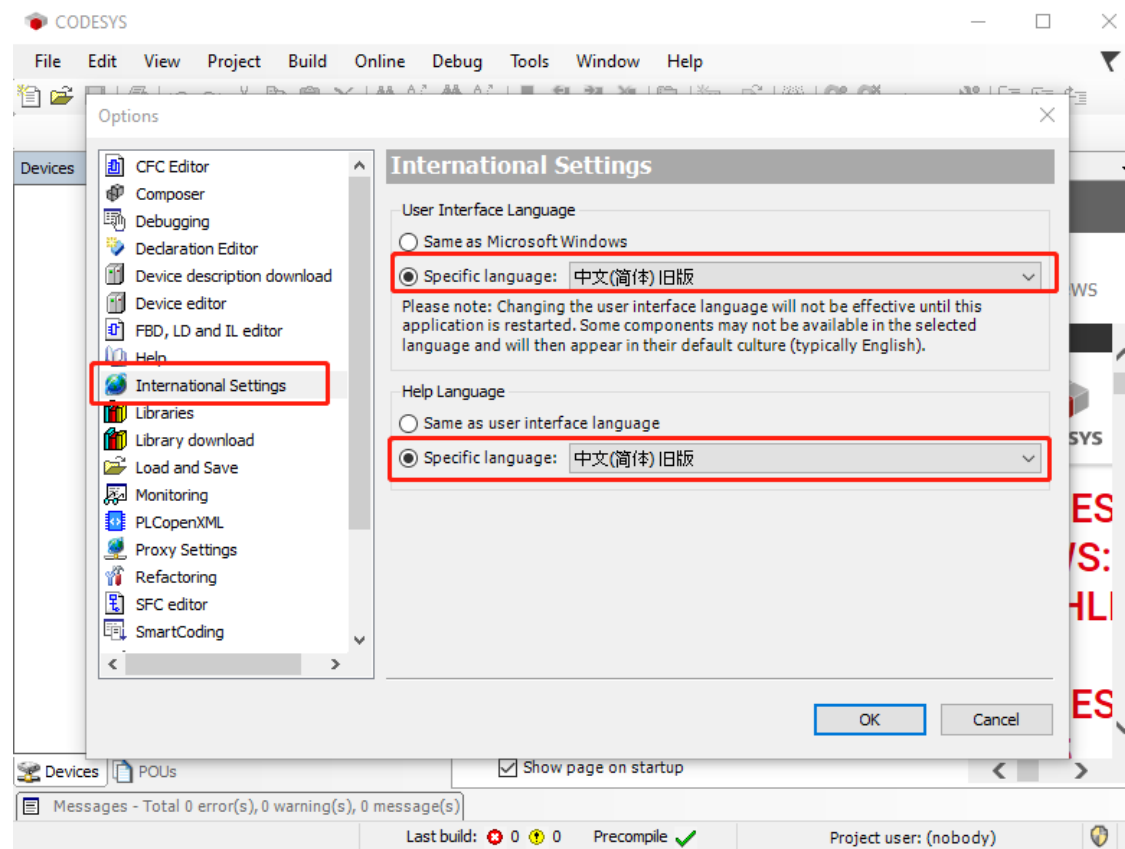 CODESYS
File Edit View Project Build Online Debug Tools Window Help
Options
Devices
CFC Editor
Composer
Debugging
Declaration Editor
Device description download
Device editor
FBD, LD and IL editor
Help
International Settings
Libraries
Library download
Load and Save
Monitoring
PLCopenXML
Proxy Settings
Refactoring
SFC editor
SmartCoding
International Settings
User Interface Language
Same as Microsoft Windows
Specific language: 中文(简体) 旧版
Please note: Changing the user interface language will not be effective until this
application is restarted. Some components may not be available in the selected
language and will then appear in their default culture (typically English).
Help Language
Same as user interface language
Specific language: 中文(简体) 旧版
OK Cancel
ws
SYS
ES
/S:
HLI
ES
Devices POUs
Show page on startup
Messages - Total 0 error(s), 0 warning(s), 0 message(s)
Last build: 0 0 Precompile Project user: (nobody)